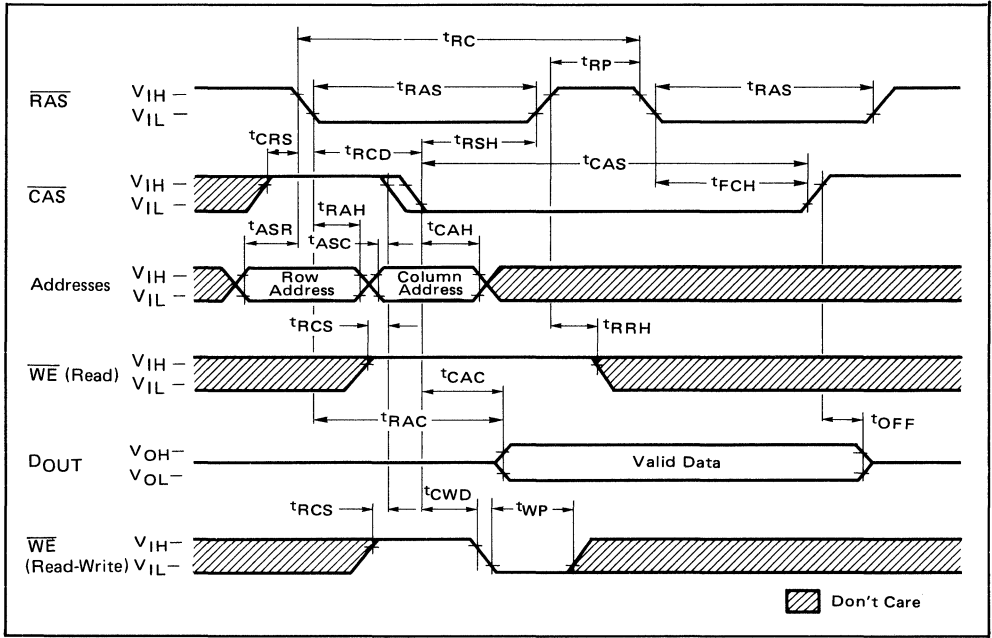 tRC
tRP
RAS VIH VIL tRAS tRAS
tCRS tRCD tRSH tCAS
CAS VIH VIL tFCH
tRAH
tASR tASC tCAH
Addresses VIH VIL Row Address Column Address
tRCS tRRH
WE (Read) VIH VIL
tCAC
tRAC tOFF
DOUT VOH VOL Valid Data
tRCS tCWD tWP
WE (Read-Write) VIH VIL
Don't Care